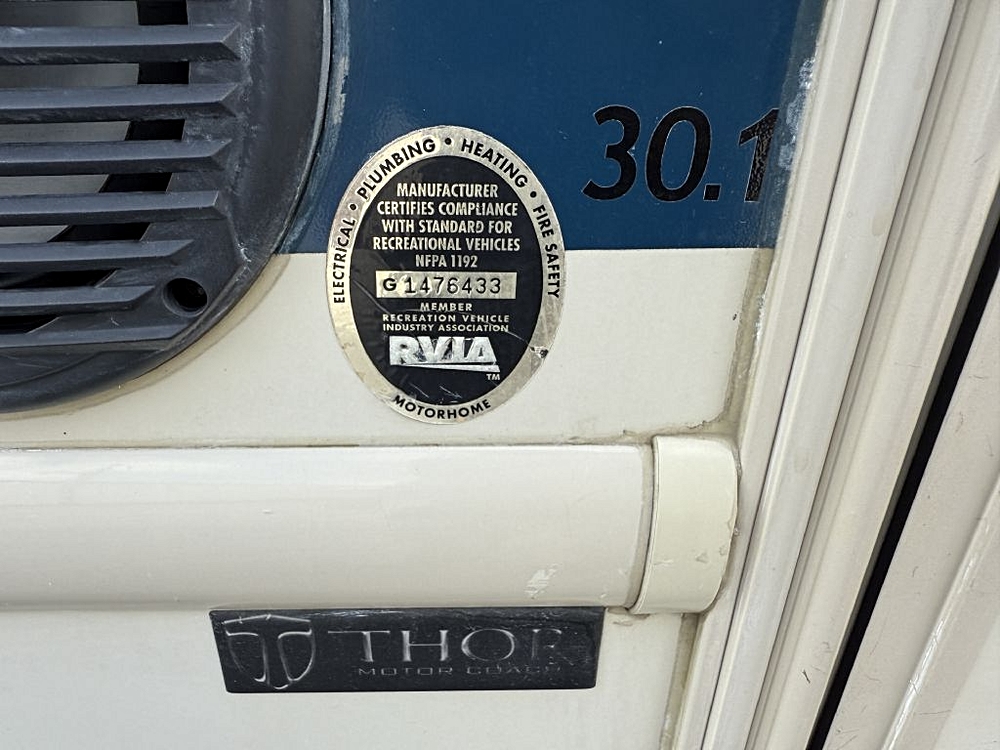 30.1
ELECTRICAL • PLUMBING • HEATING • FIRE SAFETY
MANUFACTURER
CERTIFIES COMPLIANCE
WITH STANDARD FOR
RECREATIONAL VEHICLES
NFPA 1192
G1476433
MEMBER
RECREATION VEHICLE
INDUSTRY ASSOCIATION
RVIA
TM
MOTORHOME
THOR
MOTOR COACH